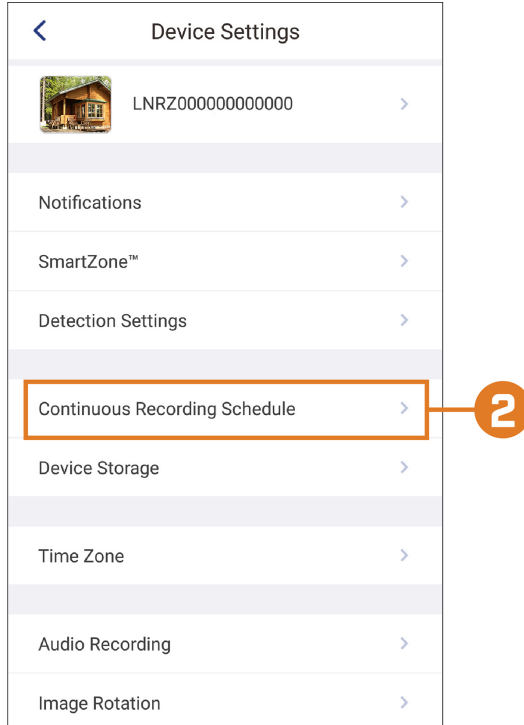 Device Settings
LNRZ000000000000
Notifications
SmartZone™
Detection Settings
Continuous Recording Schedule
2
Device Storage
Time Zone
Audio Recording
Image Rotation